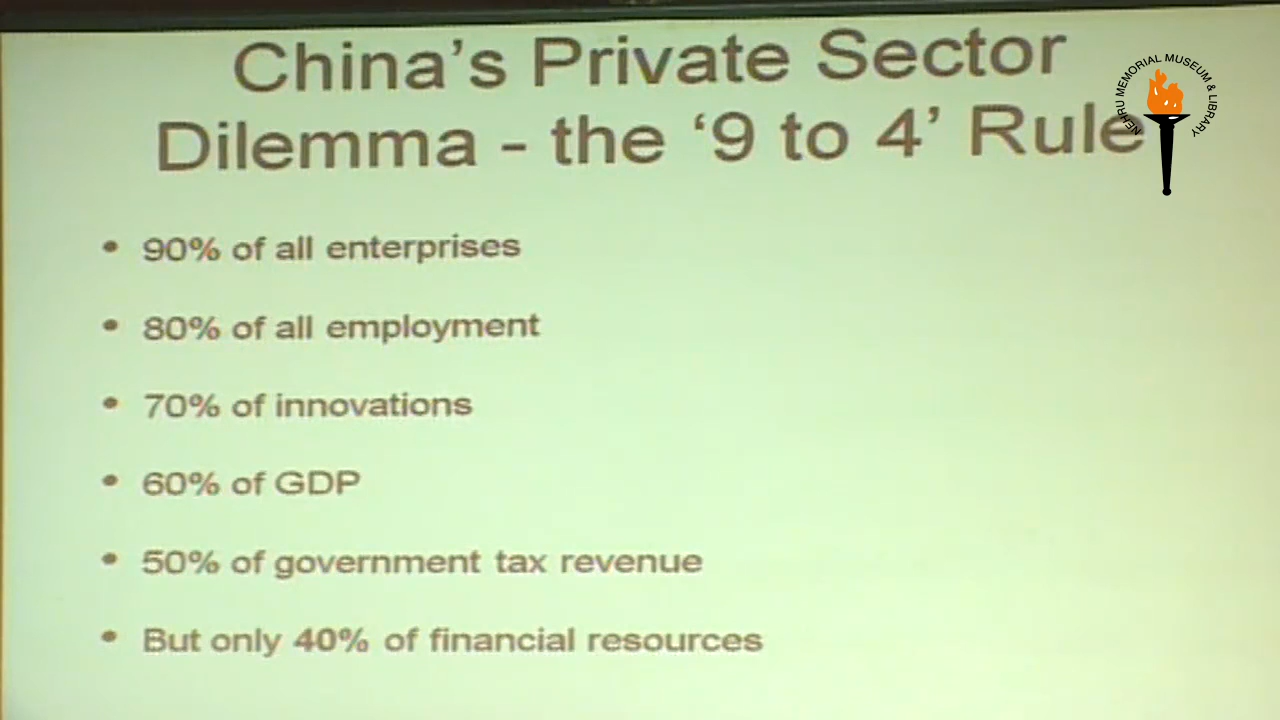 China’s Private Sector
Dilemma - the ‘9 to 4’ Rule
NEHRU MEMORIAL MUSEUM & LIBRARY
• 90% of all enterprises
• 80% of all employment
• 70% of innovations
• 60% of GDP
• 50% of government tax revenue
• But only 40% of financial resources